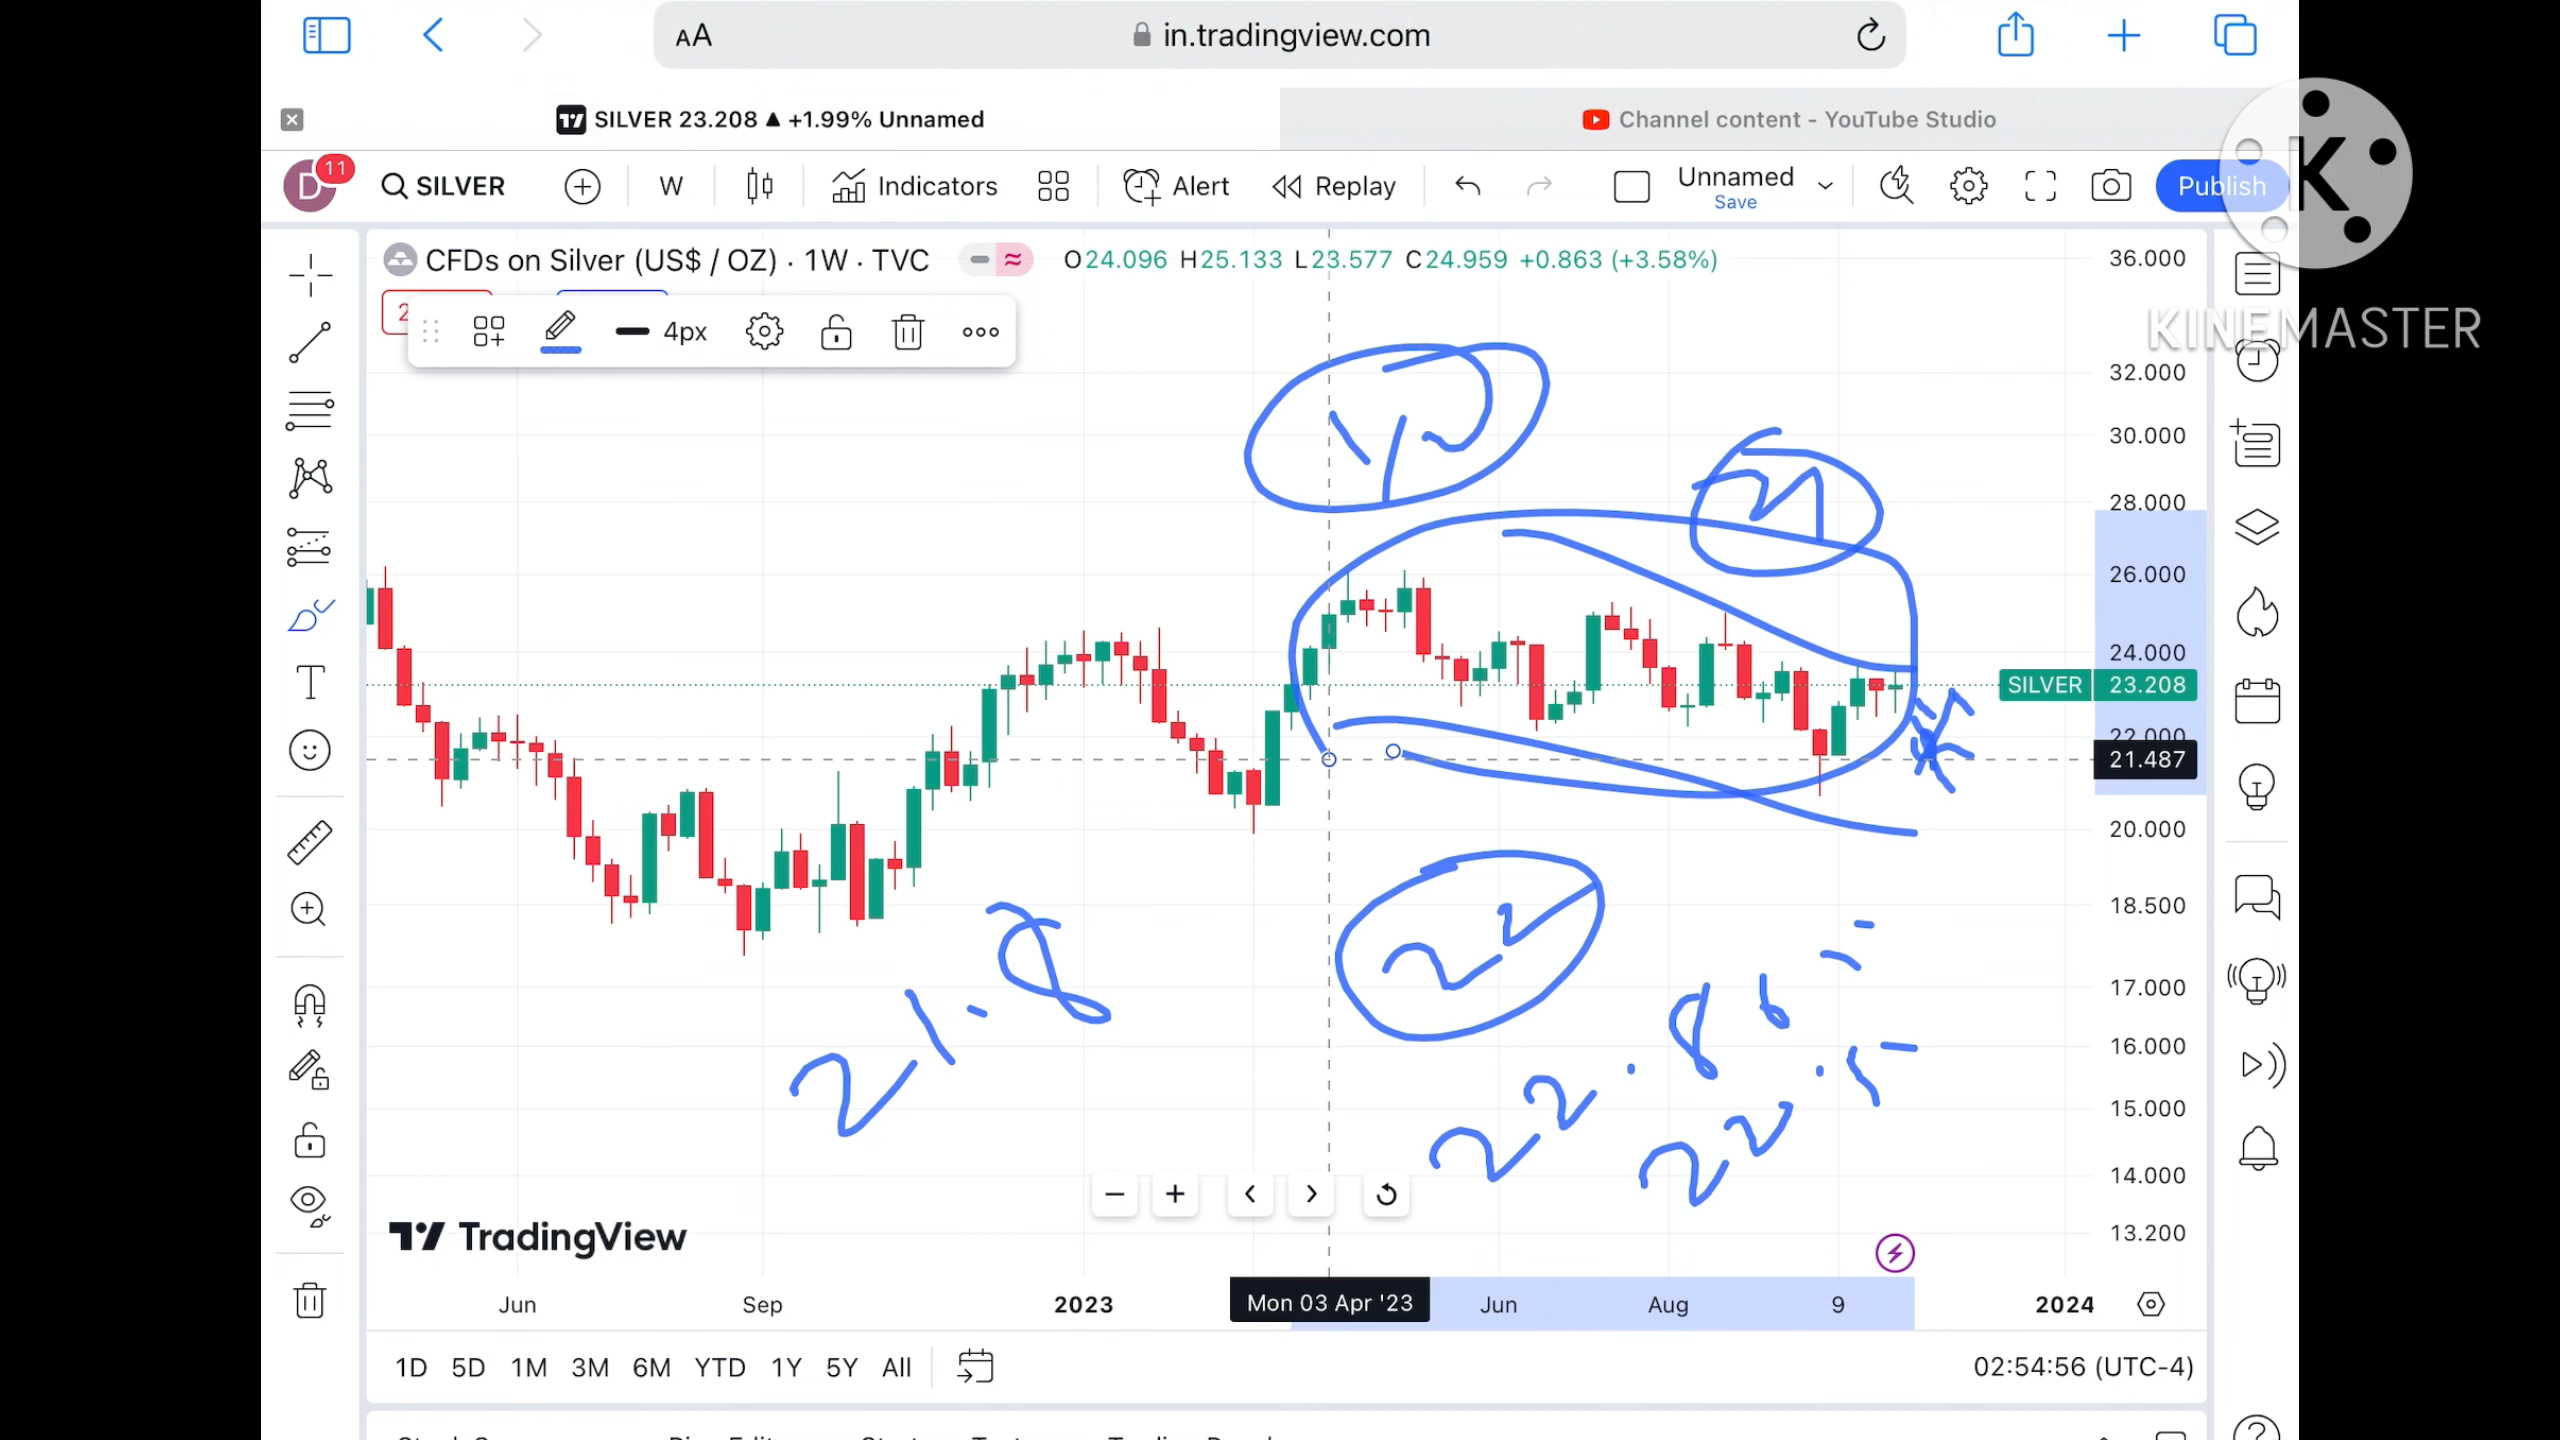 AA in.tradingview.com
SILVER 23.208 ▲ +1.99% Unnamed
Channel content - YouTube Studio
D 11 SILVER W Indicators Alert Replay Unnamed Save Publish
K
KINEMASTER
CFDs on Silver (US$ / OZ) · 1W · TVC O24.096 H25.133 L23.577 C24.959 +0.863 (+3.58%)
4px
36.000
32.000
30.000
28.000
26.000
24.000
SILVER 23.208
22.000
21.487
20.000
18.500
17.000
16.000
15.000
14.000
13.200
21.8
22
22.86
TradingView
Jun Sep 2023 Mon 03 Apr '23 Jun Aug 9 2024
1D 5D 1M 3M 6M YTD 1Y 5Y All 02:54:56 (UTC-4)